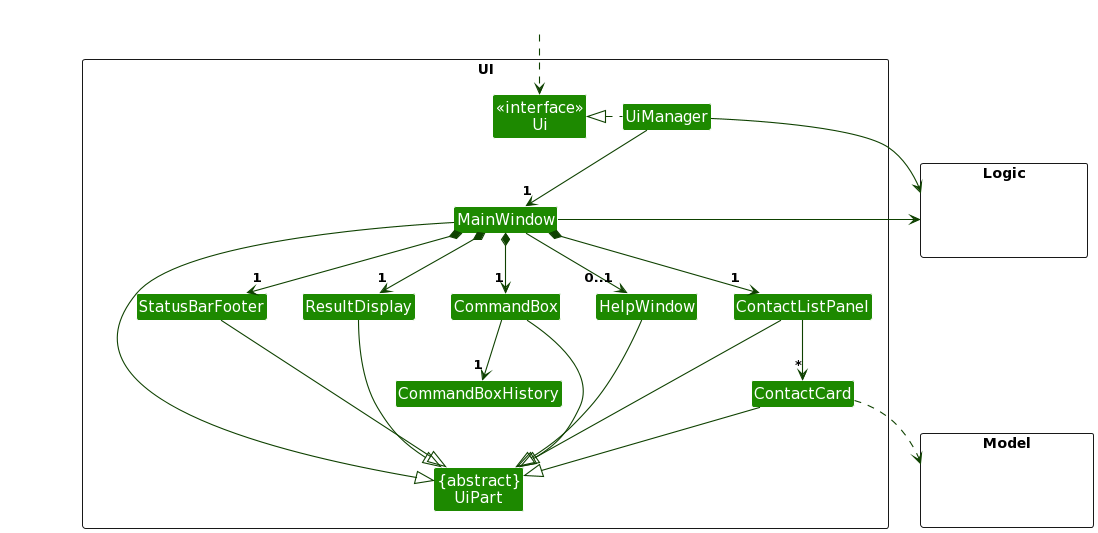 UI
«interface»
Ui
UiManager
Logic
1
MainWindow
1
1
1
0..1
1
StatusBarFooter
ResultDisplay
CommandBox
HelpWindow
ContactListPanel
1
*
CommandBoxHistory
ContactCard
Model
{abstract}
UiPart